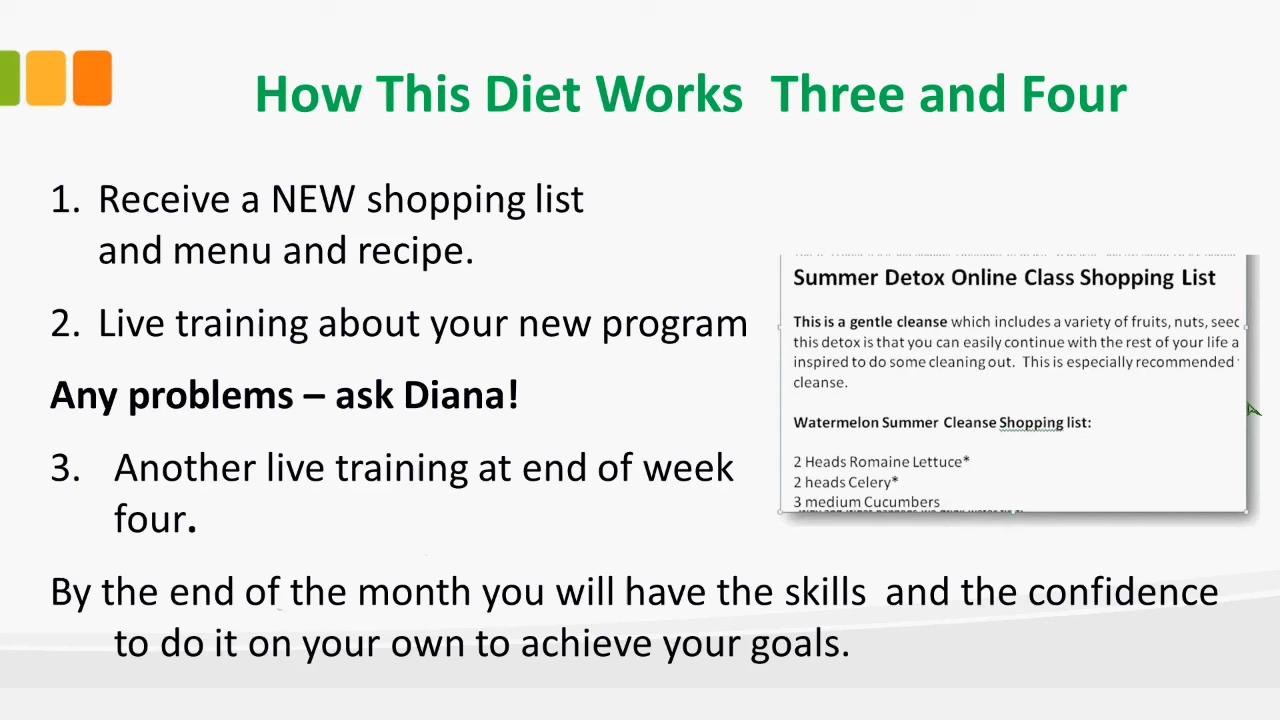 How This Diet Works  Three and Four
1. Receive a NEW shopping list
and menu and recipe.
2. Live training about your new program
Any problems – ask Diana!
3. Another live training at end of week
four.
By the end of the month you will have the skills  and the confidence
to do it on your own to achieve your goals.
Summer Detox Online Class Shopping List
This is a gentle cleanse which includes a variety of fruits, nuts, seed
this detox is that you can easily continue with the rest of your life a
inspired to do some cleaning out.  This is especially recommended
cleanse.
Watermelon Summer Cleanse Shopping list:
2 Heads Romaine Lettuce*
2 heads Celery*
3 medium Cucumbers